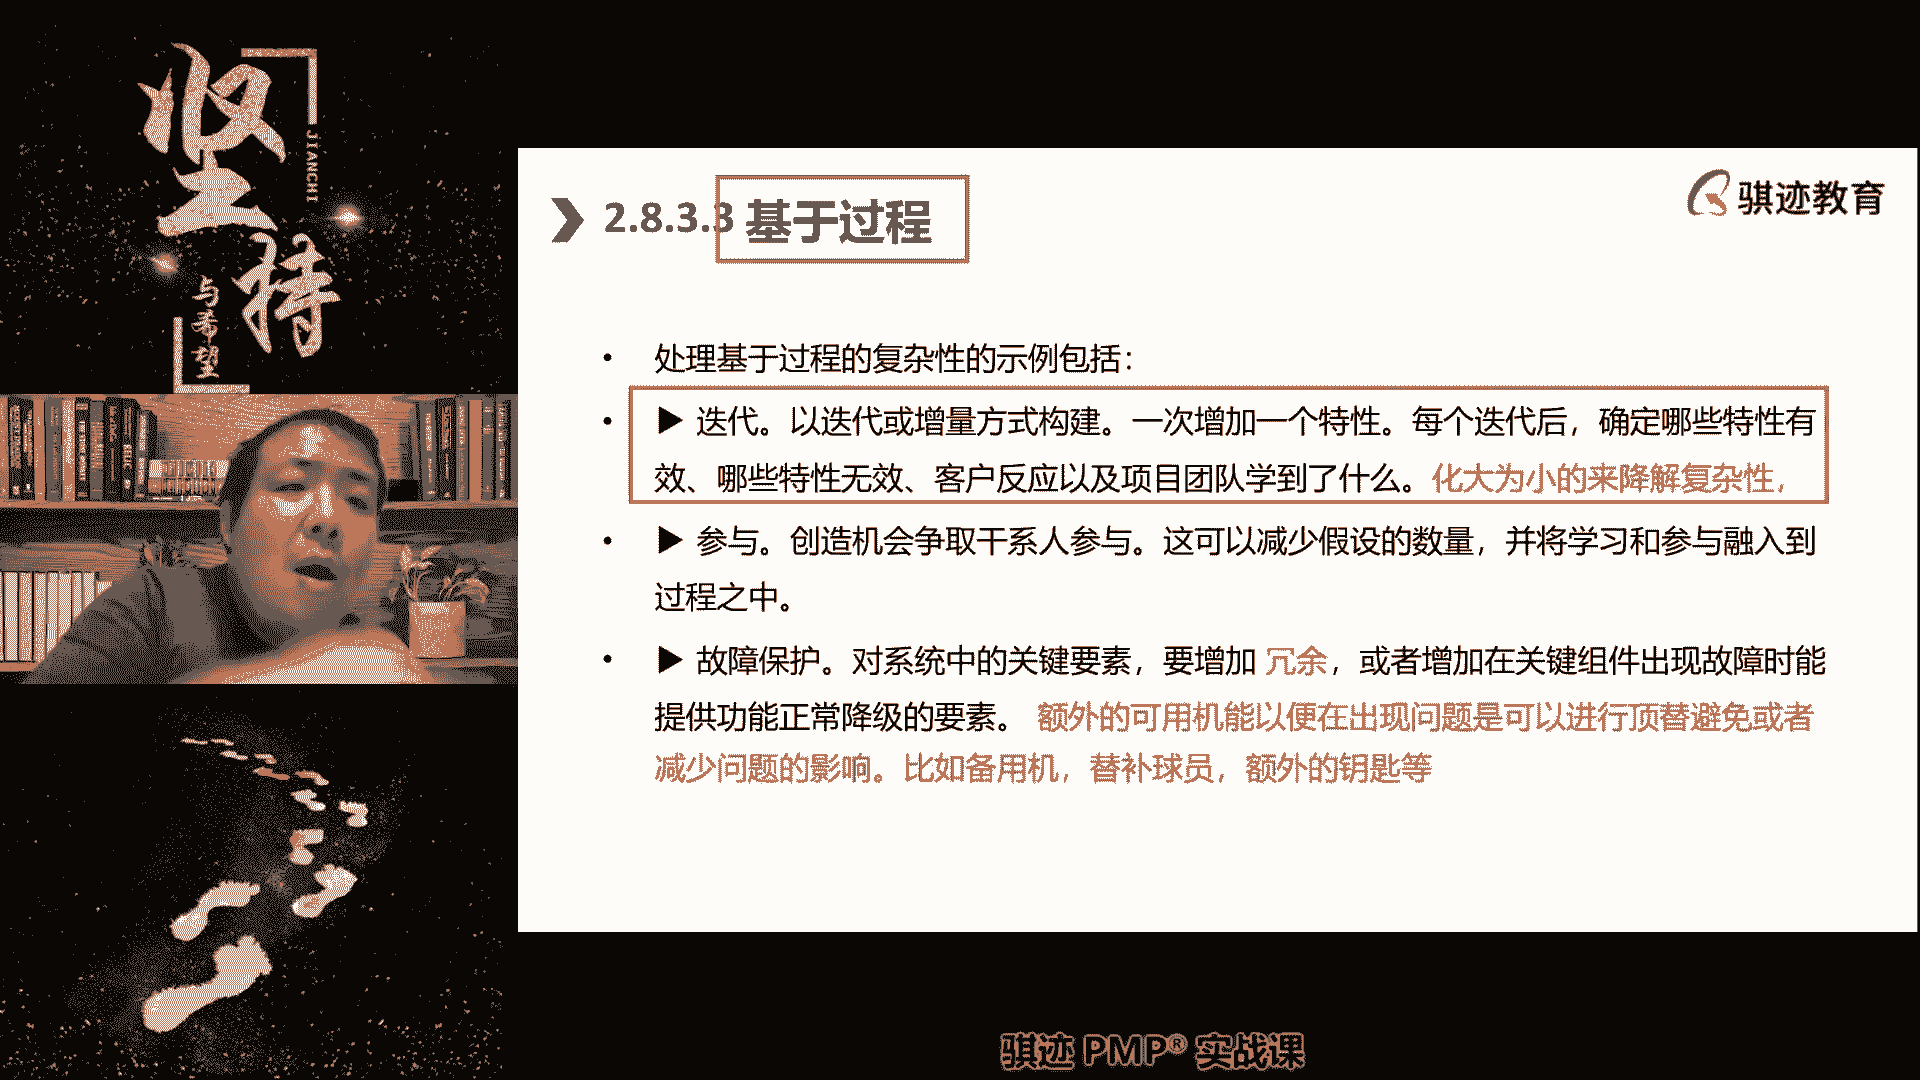 坚持
JIANCHI
与希望
2.8.3.3 基于过程
骐迹教育
• 处理基于过程的复杂性的示例包括：
• ▶ 迭代。以迭代或增量方式构建。一次增加一个特性。每个迭代后，确定哪些特性有
效、哪些特性无效、客户反应以及项目团队学到了什么。化大为小的来降解复杂性，
• ▶ 参与。创造机会争取干系人参与。这可以减少假设的数量，并将学习和参与融入到
过程之中。
• ▶ 故障保护。对系统中的关键要素，要增加 冗余，或者增加在关键组件出现故障时能
提供功能正常降级的要素。 额外的可用机能以便在出现问题是可以进行顶替避免或者
减少问题的影响。比如备用机，替补球员，额外的钥匙等
骐迹 PMP® 实战课